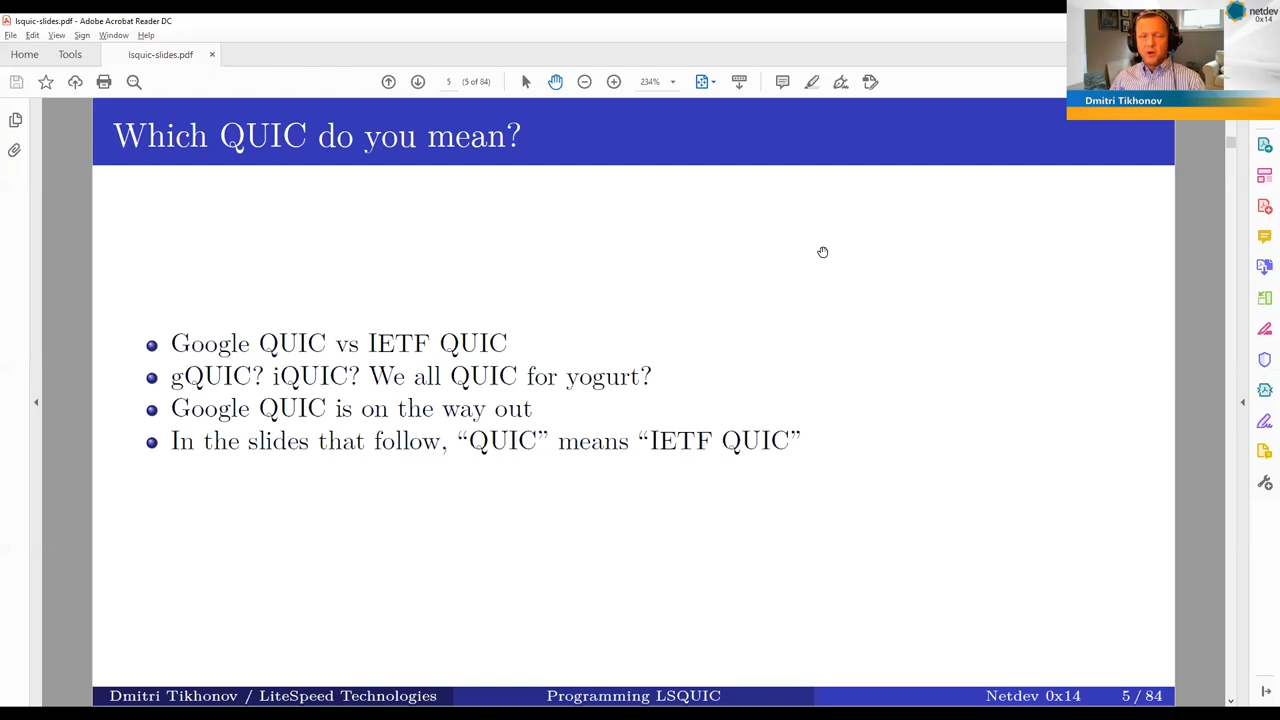 lsquic-slides.pdf - Adobe Acrobat Reader DC
File Edit View Sign Window Help
Home Tools lsquic-slides.pdf ×
5 (5 of 84) 234%
netdev
0x14
Dmitri Tikhonov
Which QUIC do you mean?
Google QUIC vs IETF QUIC
gQUIC? iQUIC? We all QUIC for yogurt?
Google QUIC is on the way out
In the slides that follow, “QUIC” means “IETF QUIC”
Dmitri Tikhonov / LiteSpeed Technologies Programming LSQUIC Netdev 0x14 5 / 84